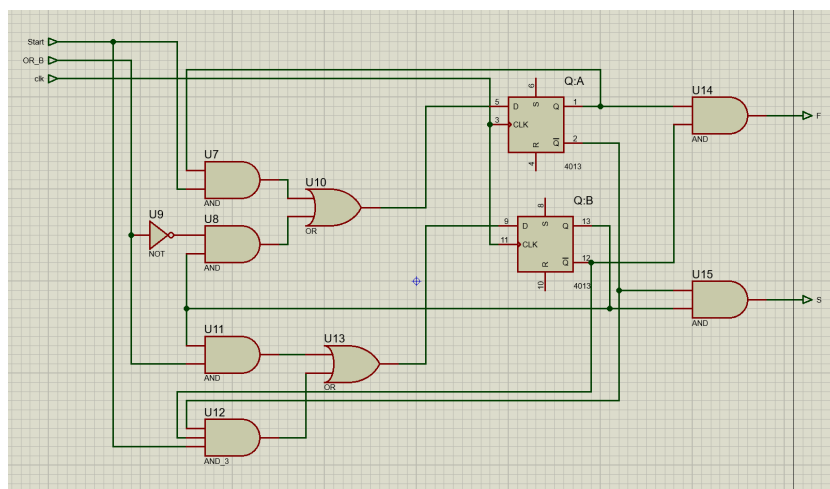 Start
OR_B
clk
U7
AND
U9
NOT
U8
AND
U10
OR
U11
AND
U13
OR
U12
AND_3
Q:A
6
5
D
S
Q
1
3
CLK
R
Q
2
4
4013
Q:B
8
9
D
S
Q
13
11
CLK
R
Q
12
10
4013
U14
AND
F
U15
AND
S